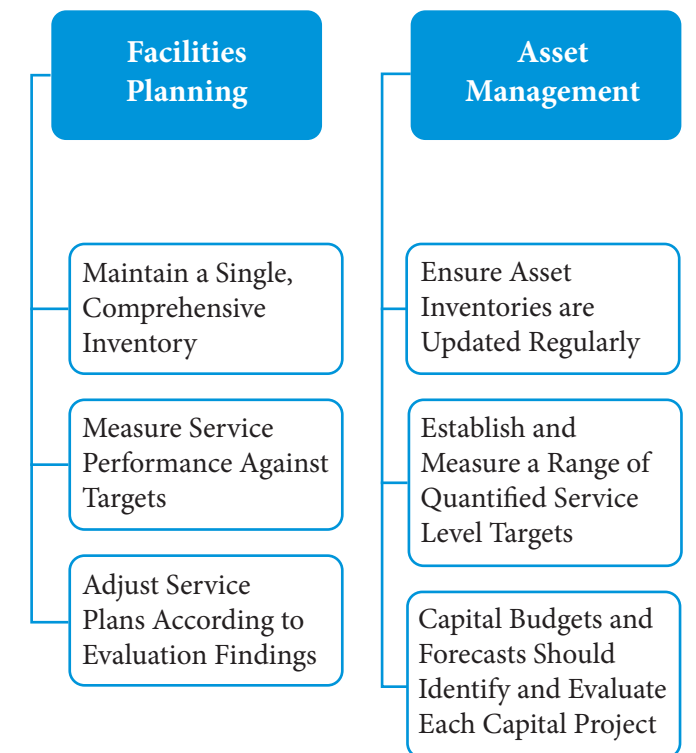 Facilities
Planning
Maintain a Single,
Comprehensive
Inventory
Measure Service
Performance Against
Targets
Adjust Service
Plans According to
Evaluation Findings
Asset
Management
Ensure Asset
Inventories are
Updated Regularly
Establish and
Measure a Range of
Quantified Service
Level Targets
Capital Budgets and
Forecasts Should
Identify and Evaluate
Each Capital Project